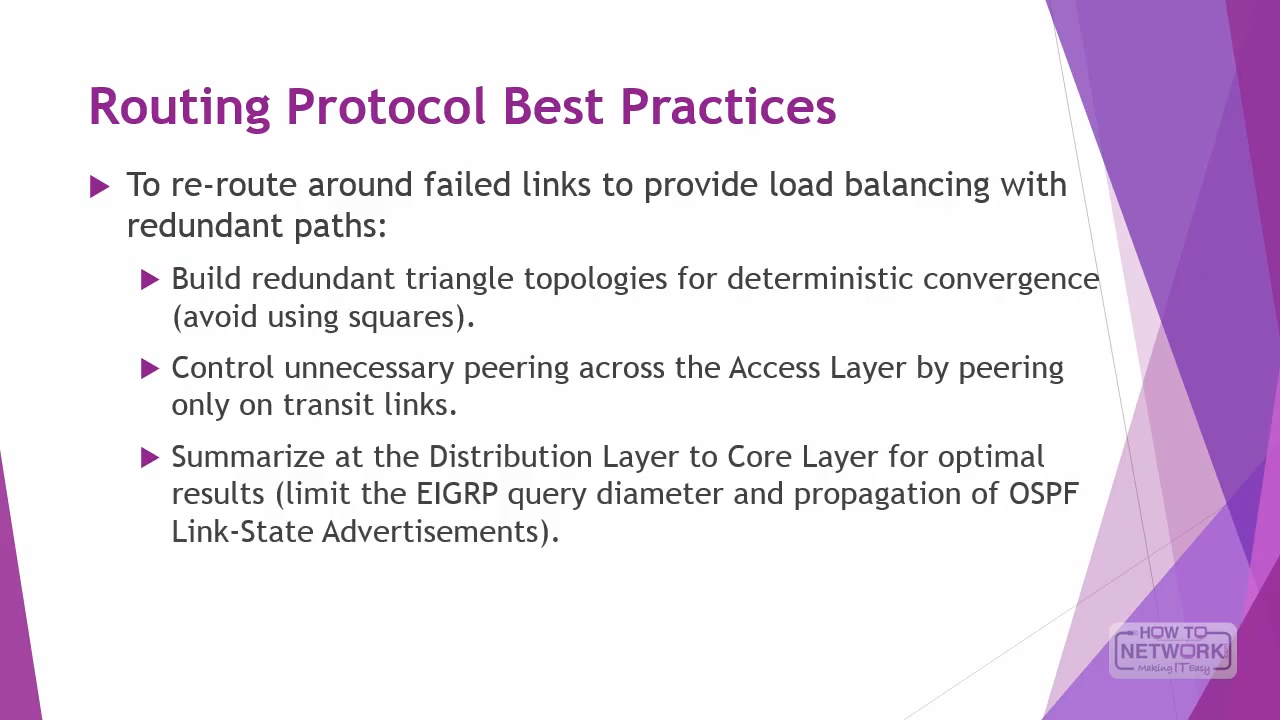 Routing Protocol Best Practices
To re-route around failed links to provide load balancing with
redundant paths:
Build redundant triangle topologies for deterministic convergence
(avoid using squares).
Control unnecessary peering across the Access Layer by peering
only on transit links.
Summarize at the Distribution Layer to Core Layer for optimal
results (limit the EIGRP query diameter and propagation of OSPF
Link-State Advertisements).
HOW TO
NETWORK
Making IT Easy